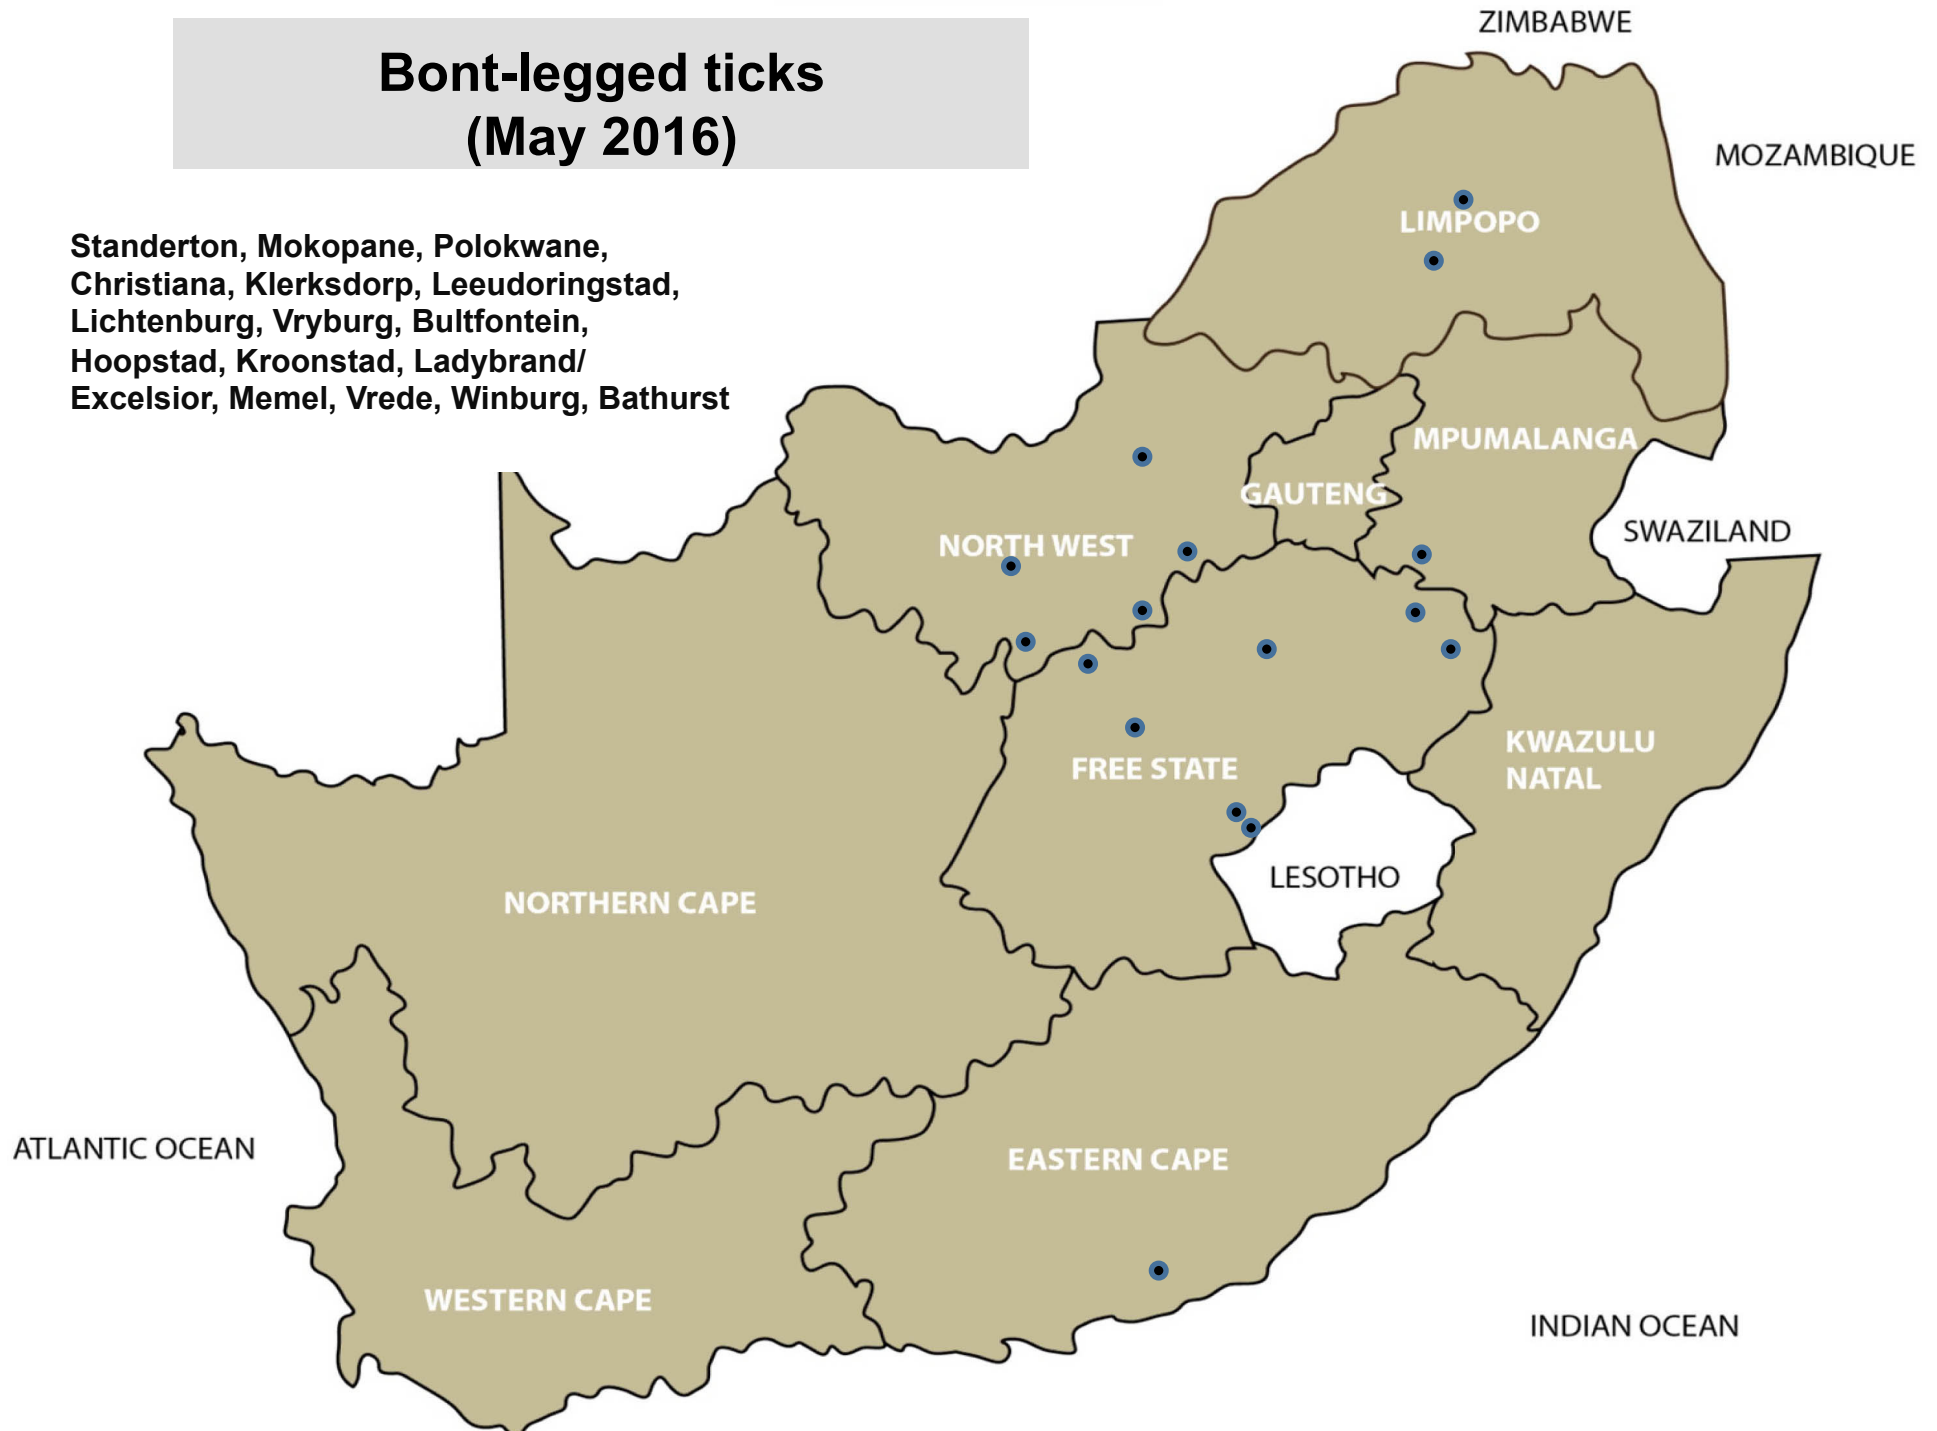 Bont-legged ticks
(May 2016)
Standerton, Mokopane, Polokwane,
Christiana, Klerksdorp, Leeudoringstad,
Lichtenburg, Vryburg, Bultfontein,
Hoopstad, Kroonstad, Ladybrand/
Excelsior, Memel, Vrede, Winburg, Bathurst
ZIMBABWE
MOZAMBIQUE
LIMPOPO
MPUMALANGA
GAUTENG
SWAZILAND
NORTH WEST
KWAZULU
NATAL
FREE STATE
LESOTHO
NORTHERN CAPE
ATLANTIC OCEAN
EASTERN CAPE
WESTERN CAPE
INDIAN OCEAN